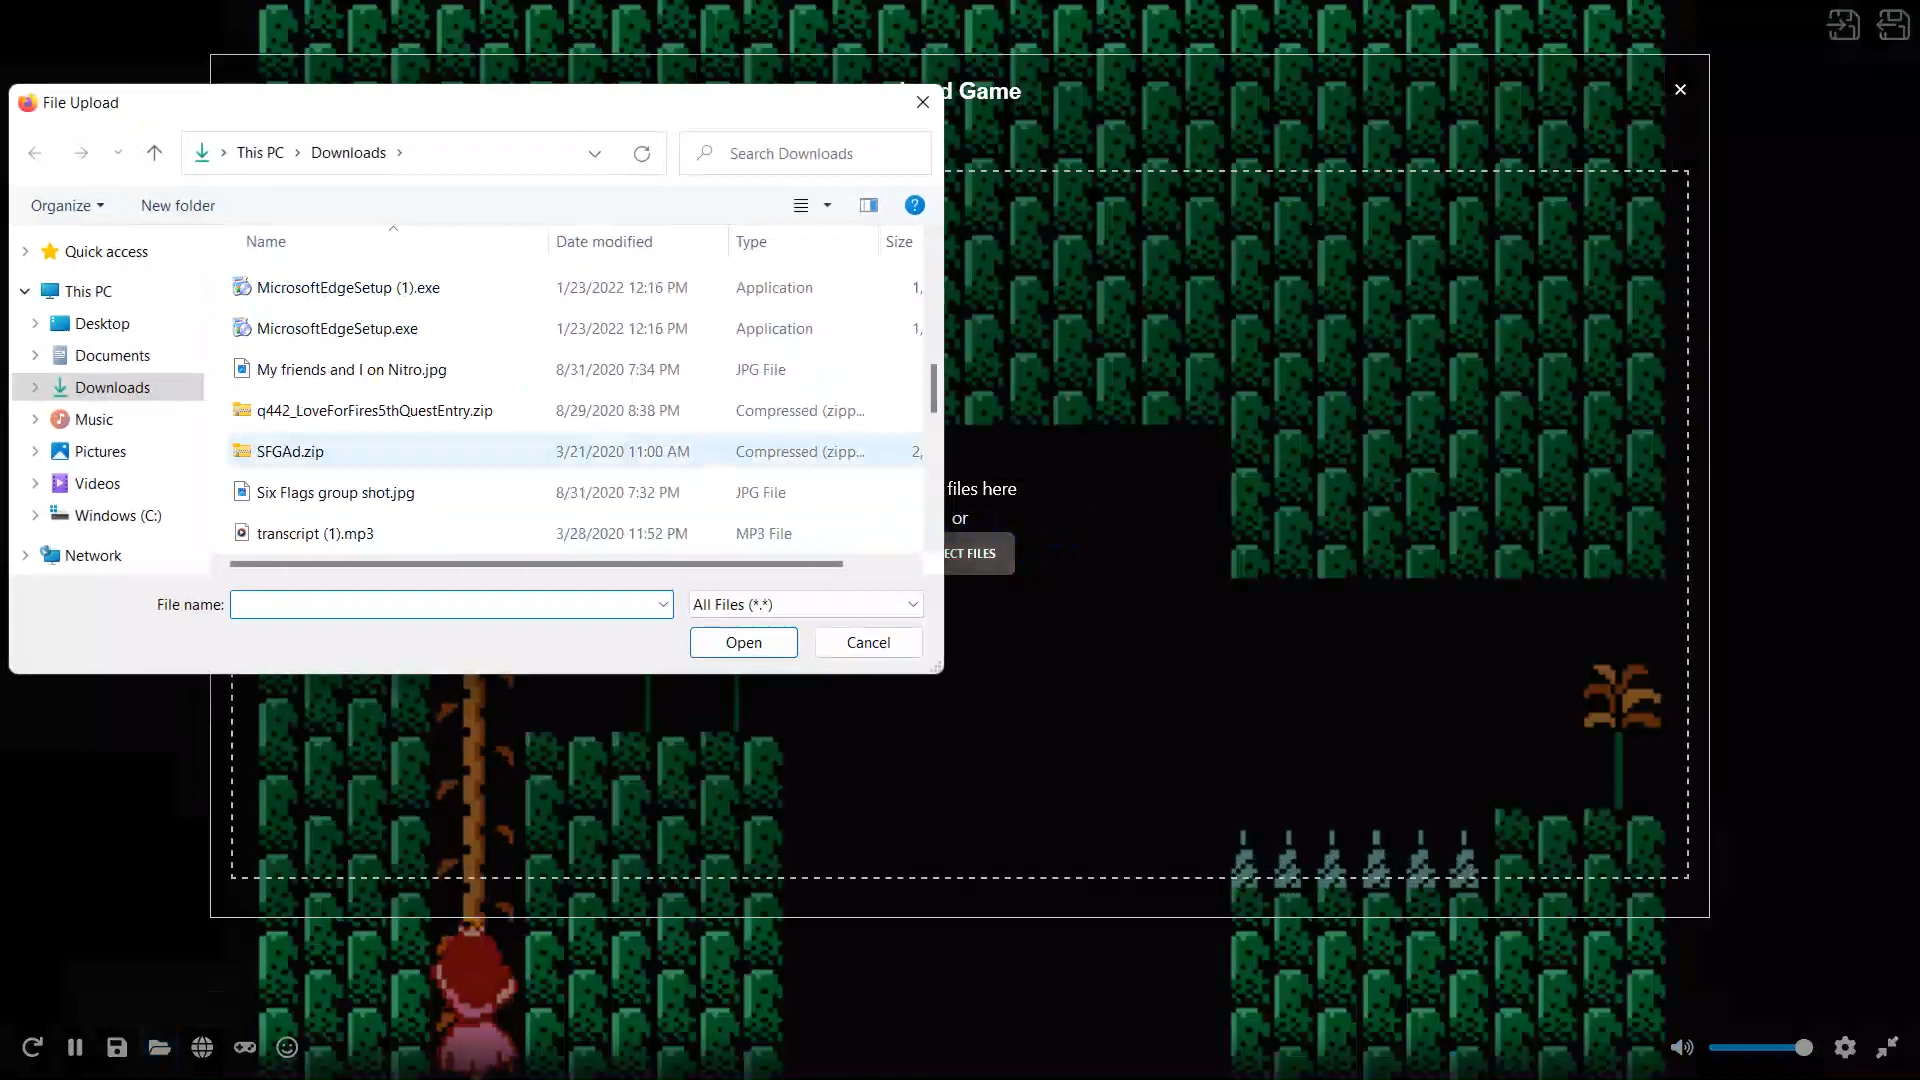 File Upload
d Game
This PC
Downloads
Search Downloads
Organize
New folder
?
Name
Date modified
Type
Size
Quick access
This PC
Desktop
Documents
Downloads
Music
Pictures
Videos
Windows (C:)
Network
MicrosoftEdgeSetup (1).exe 1/23/2022 12:16 PM Application 1,
MicrosoftEdgeSetup.exe 1/23/2022 12:16 PM Application 1,
My friends and I on Nitro.jpg 8/31/2020 7:34 PM JPG File
q442_LoveForFires5thQuestEntry.zip 8/29/2020 8:38 PM Compressed (zipp...
SFGAd.zip 3/21/2020 11:00 AM Compressed (zipp... 2,
Six Flags group shot.jpg 8/31/2020 7:32 PM JPG File
transcript (1).mp3 3/28/2020 11:52 PM MP3 File
files here
or
ECT FILES
File name:
All Files (*.*)
Open
Cancel